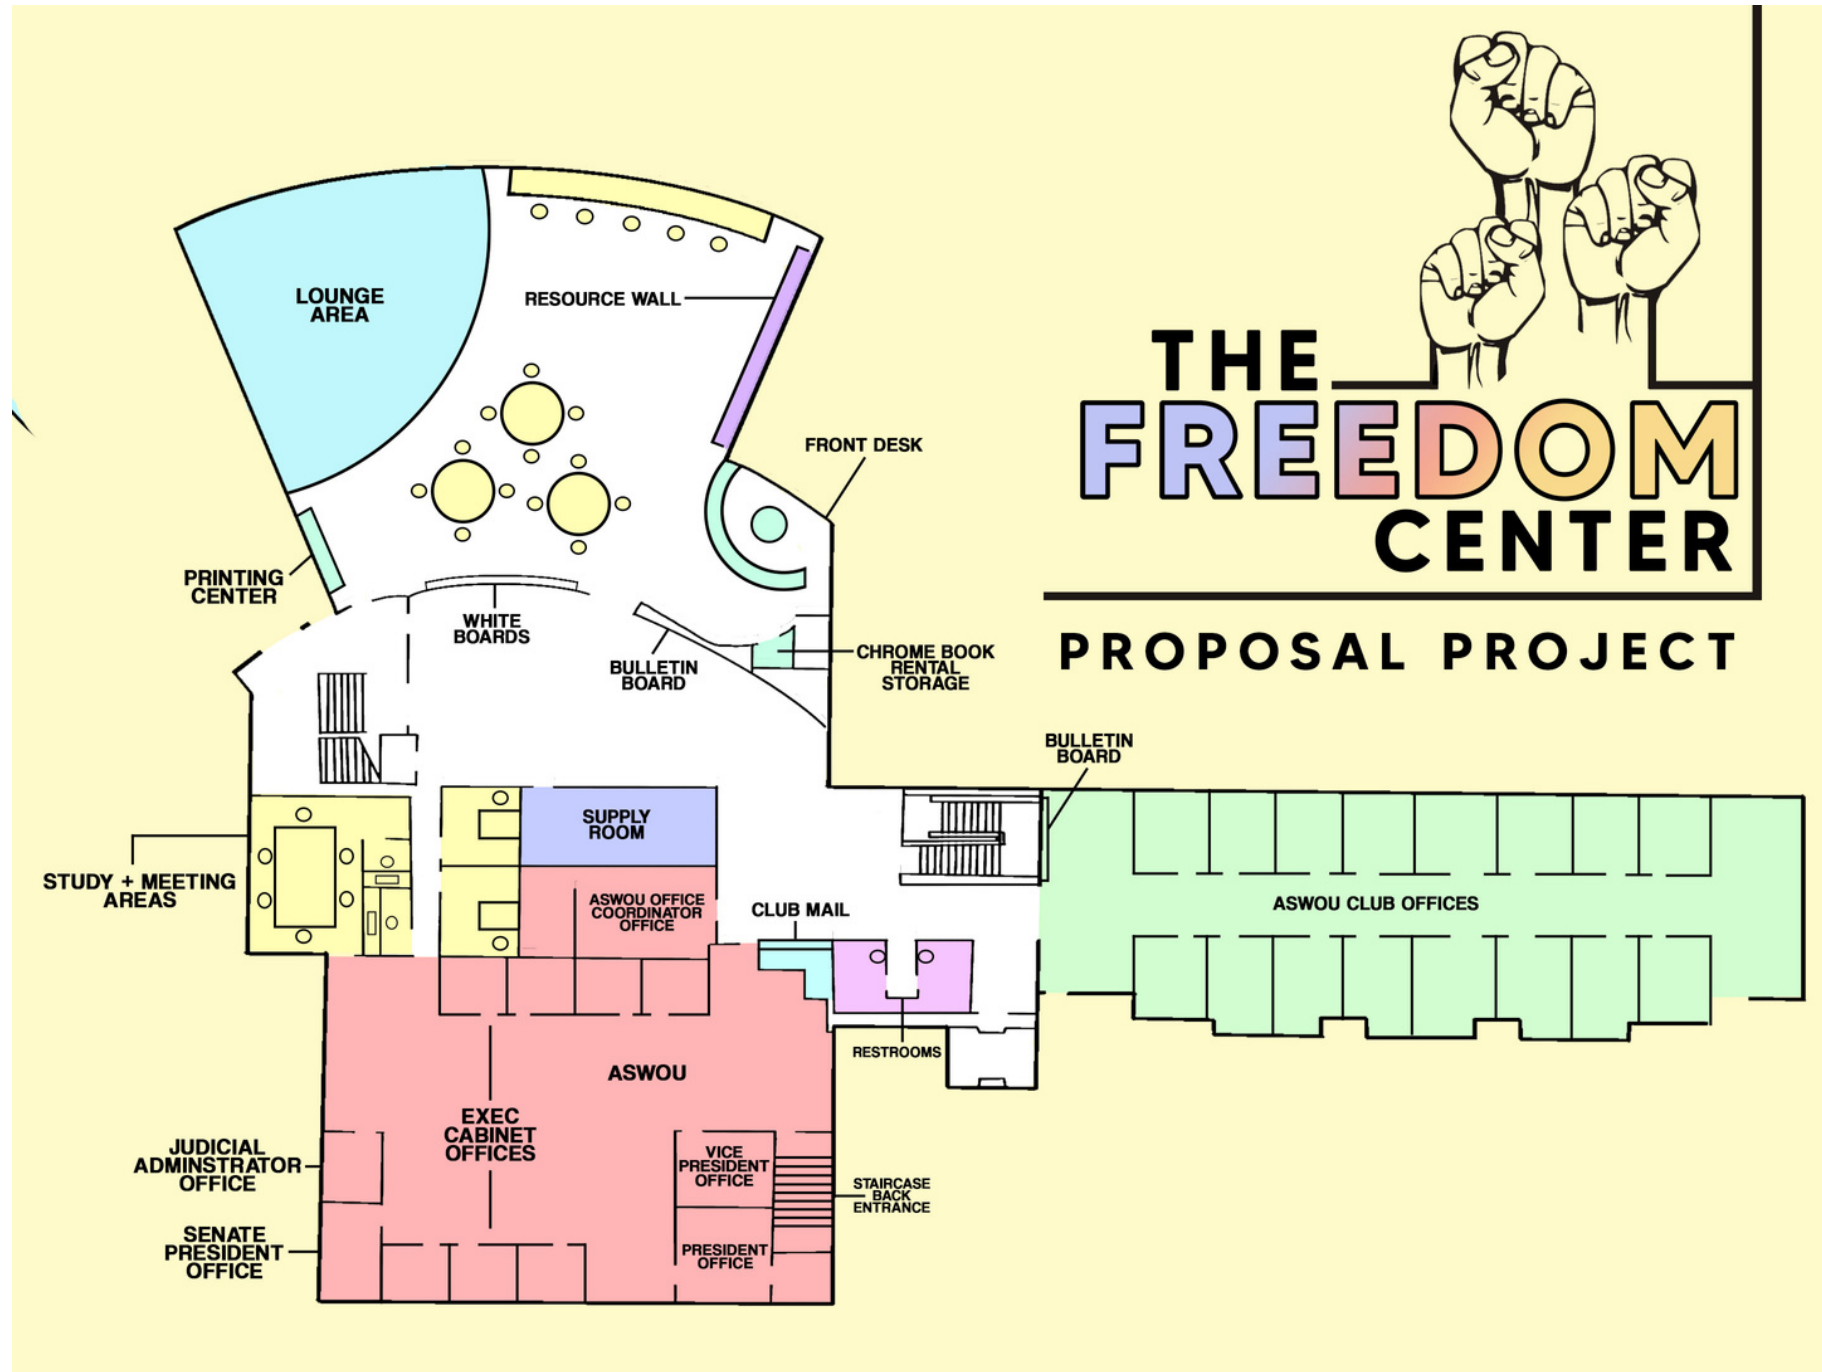 THE
FREEDOM
CENTER
PROPOSAL PROJECT
LOUNGE
AREA
RESOURCE WALL
FRONT DESK
PRINTING
CENTER
WHITE
BOARDS
BULLETIN
BOARD
CHROME BOOK
RENTAL
STORAGE
BULLETIN
BOARD
SUPPLY
ROOM
STUDY + MEETING
AREAS
ASWOU OFFICE
COORDINATOR
OFFICE
CLUB MAIL
ASWOU CLUB OFFICES
RESTROOMS
ASWOU
EXEC
CABINET
OFFICES
JUDICIAL
ADMINSTRATOR
OFFICE
VICE
PRESIDENT
OFFICE
STAIRCASE
BACK
ENTRANCE
SENATE
PRESIDENT
OFFICE
PRESIDENT
OFFICE